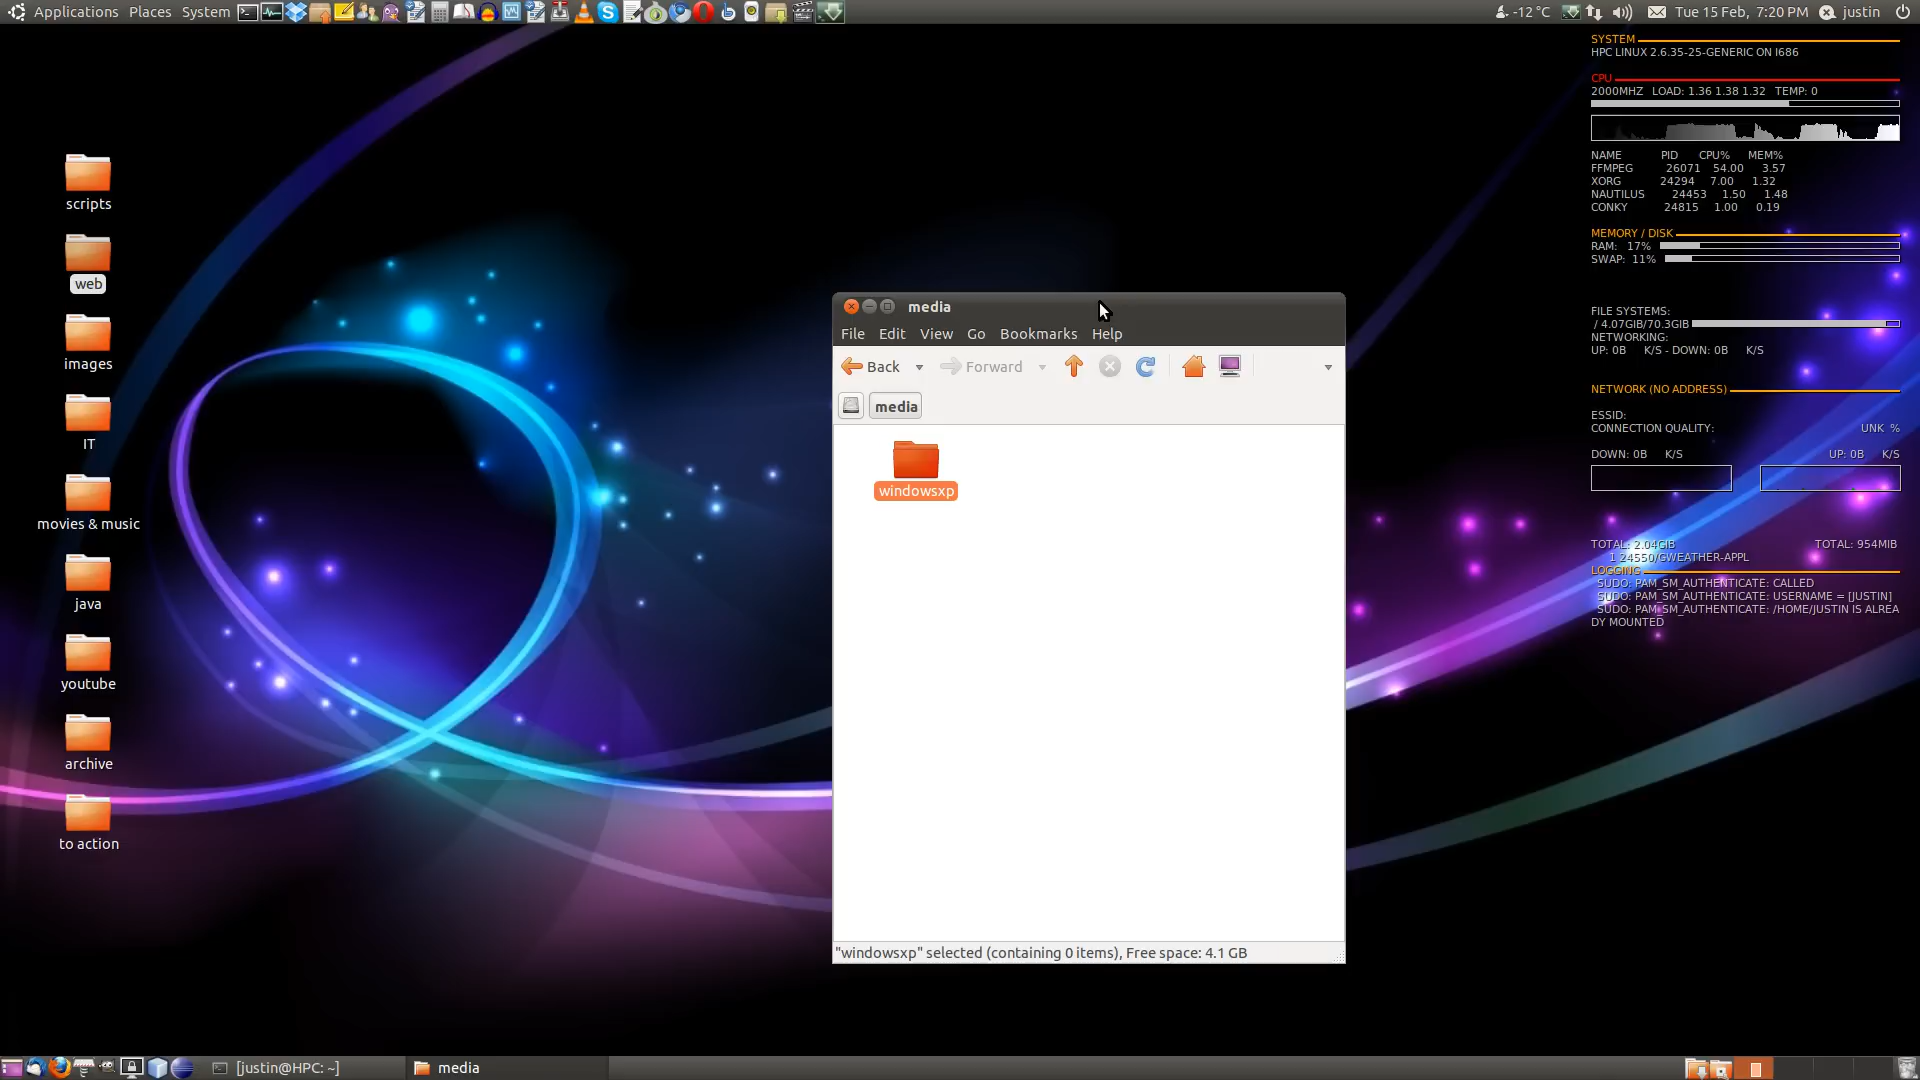 Applications Places System
-12 °C
Tue 15 Feb, 7:20 PM
justin
SYSTEM
HPC LINUX 2.6.35-25-GENERIC ON I686
CPU
2000MHZ LOAD: 1.36 1.38 1.32 TEMP: 0
NAME PID CPU% MEM%
FFMPEG 26071 54.00 3.57
XORG 24294 7.00 1.32
NAUTILUS 24453 1.50 1.48
CONKY 24815 1.00 0.19
MEMORY / DISK
RAM: 17%
SWAP: 11%
FILE SYSTEMS:
/ 4.07GIB/70.3GIB
NETWORKING:
UP: 0B K/S - DOWN: 0B K/S
NETWORK (NO ADDRESS)
ESSID:
CONNECTION QUALITY: UNK %
DOWN: 0B K/S UP: 0B K/S
TOTAL: 2.04GIB TOTAL: 954MIB
1 24550/GWEATHER-APPL
LOGGING
SUDO: PAM_SM_AUTHENTICATE: CALLED
SUDO: PAM_SM_AUTHENTICATE: USERNAME = [JUSTIN]
SUDO: PAM_SM_AUTHENTICATE: /HOME/JUSTIN IS ALREA
DY MOUNTED
scripts
web
images
IT
movies & music
java
youtube
archive
to action
media
File Edit View Go Bookmarks Help
Back Forward
media
windowsxp
"windowsxp" selected (containing 0 items), Free space: 4.1 GB
[justin@HPC: ~]
media